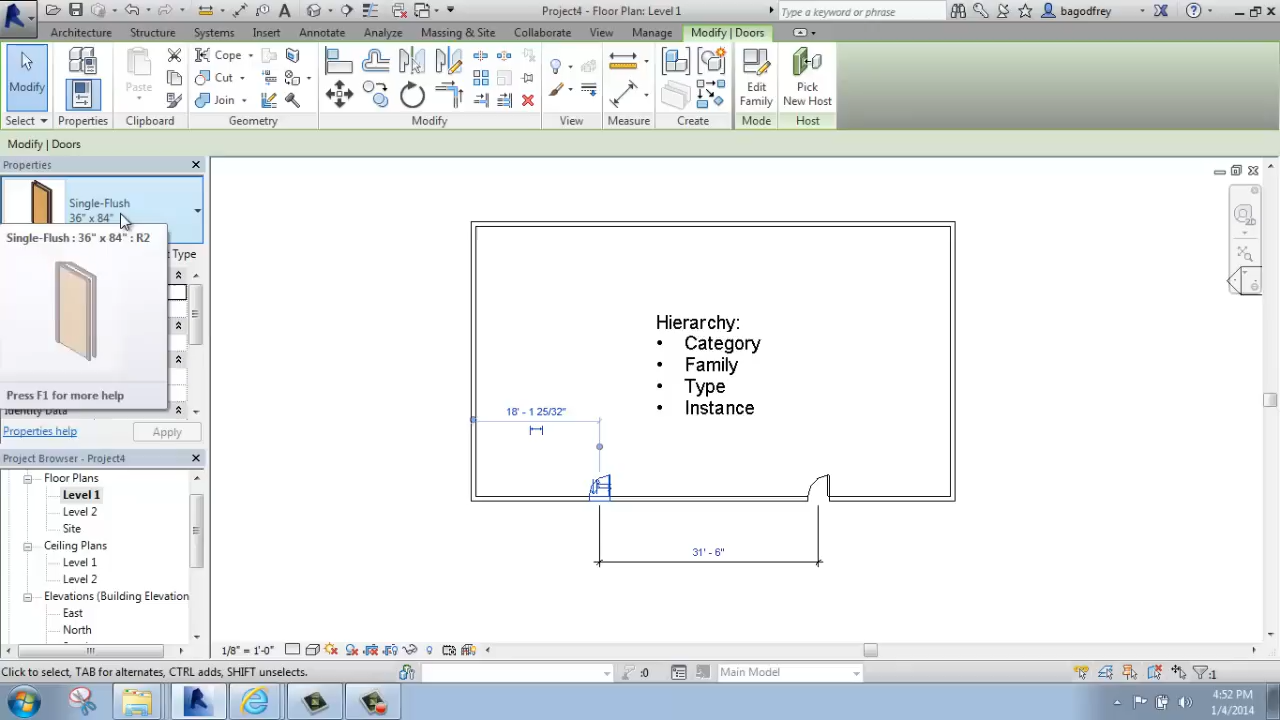 Project4 - Floor Plan: Level 1
Type a keyword or phrase
bagodfrey
Architecture
Structure
Systems
Insert
Annotate
Analyze
Massing & Site
Collaborate
View
Manage
Modify | Doors
Modify
Paste
Cope
Cut
Join
Edit
Family
Pick
New Host
Select
Properties
Clipboard
Geometry
Modify
View
Measure
Create
Mode
Host
Modify | Doors
Properties
Single-Flush
36" x 84"
Single-Flush : 36" x 84" : R2
Type
Press F1 for more help
Identity Data
Properties help
Apply
Project Browser - Project4
Floor Plans
Level 1
Level 2
Site
Ceiling Plans
Level 1
Level 2
Elevations (Building Elevation
East
North
Hierarchy:
• Category
• Family
• Type
• Instance
18' - 1 25/32"
31' - 6"
2D
1/8" = 1'-0"
Click to select, TAB for alternates, CTRL adds, SHIFT unselects.
:0
Main Model
:1
4:52 PM
1/4/2014